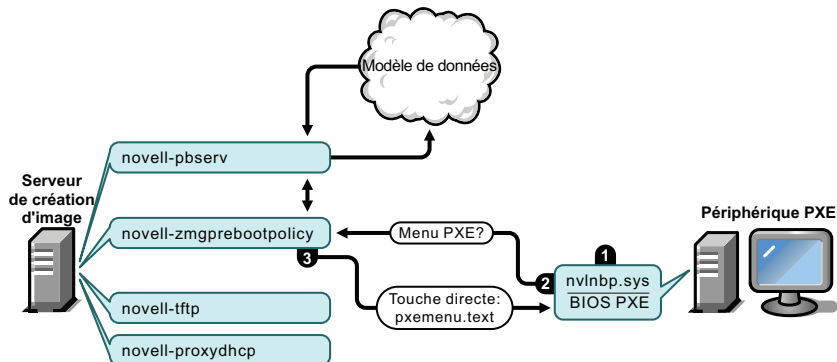 Modèle de données
novell-pbserv
Serveur
de création
d'image
Périphérique PXE
novell-zmgprebootpolicy
Menu PXE?
1
3
2
nvlnbp.sys
BIOS PXE
Touche directe:
pxemenu.text
novell-tftp
novell-proxydhcp